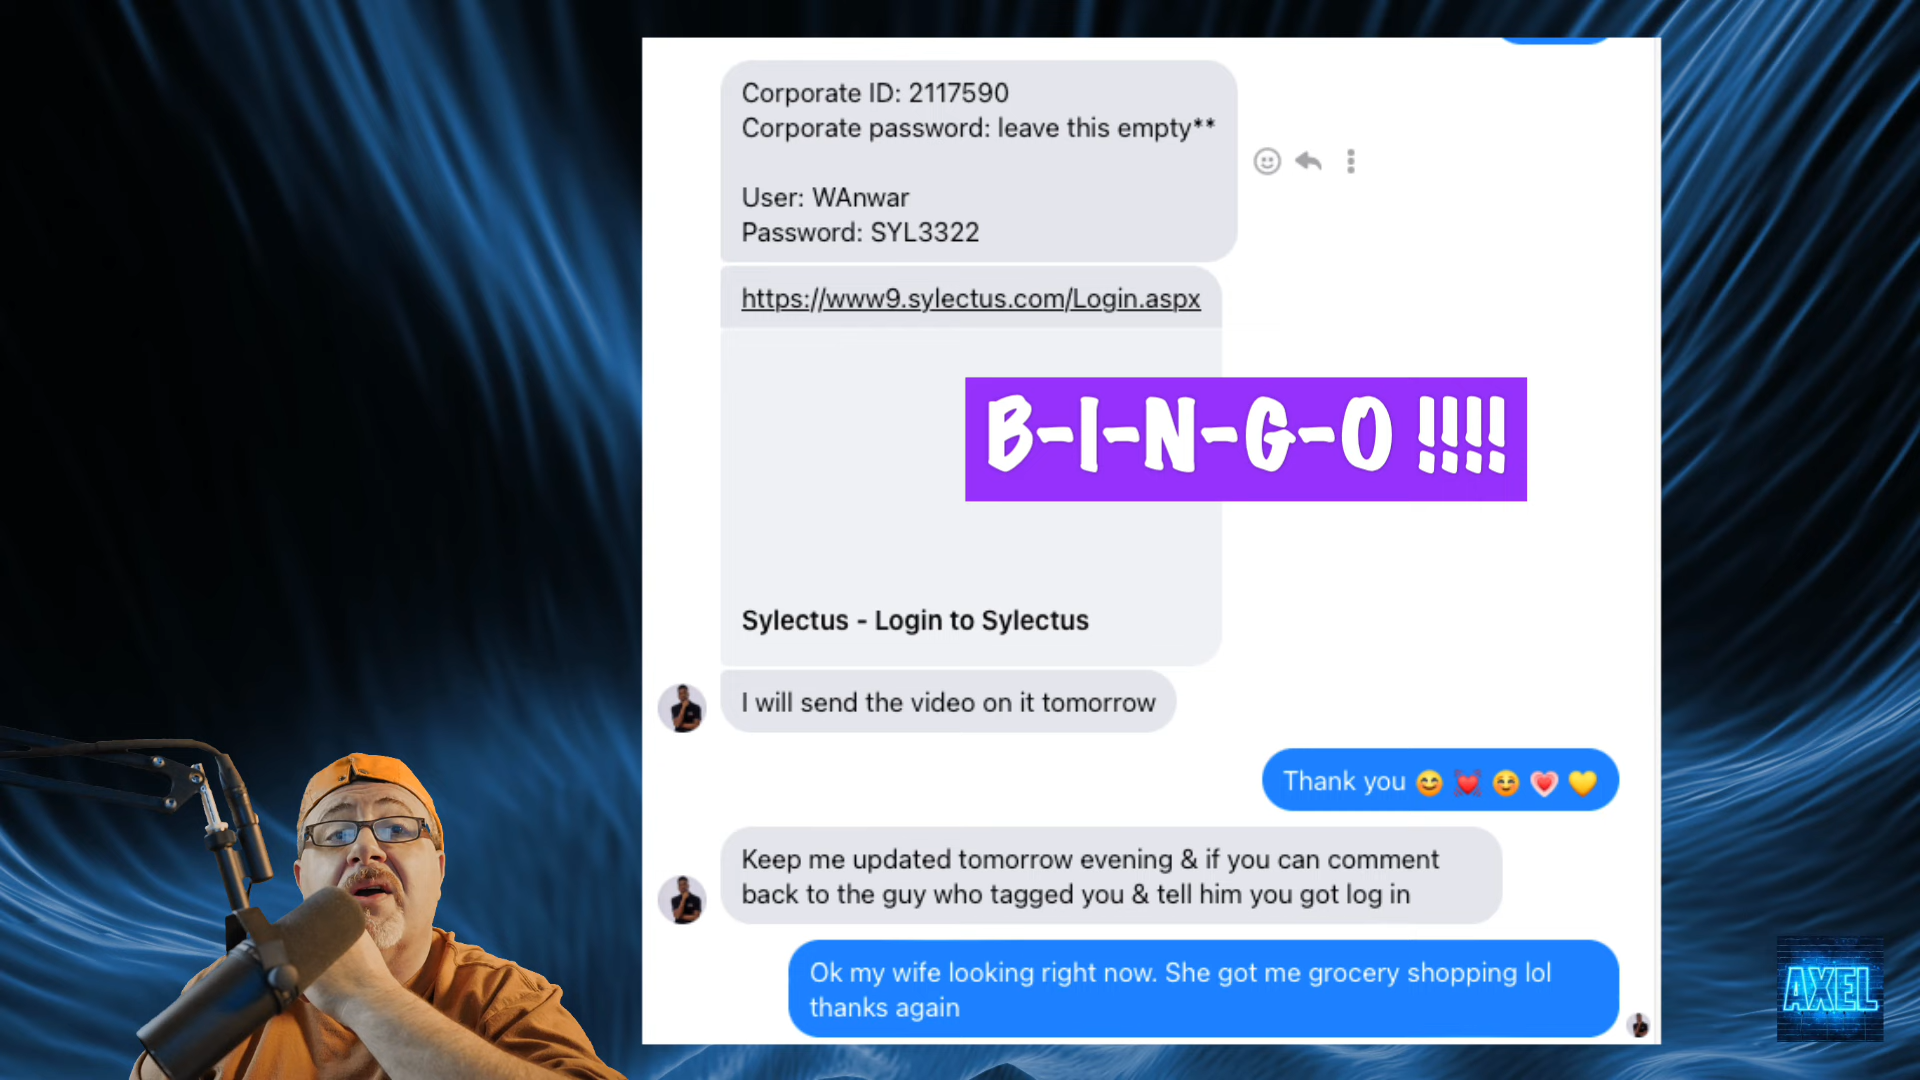 Corporate ID: 2117590
Corporate password: leave this empty**
User: WAnwar
Password: SYL3322
https://www9.sylectus.com/Login.aspx
B-I-N-G-O !!!!
Sylectus - Login to Sylectus
I will send the video on it tomorrow
Thank you 😊 💓 ☺️ 💗 💛
Keep me updated tomorrow evening & if you can comment
back to the guy who tagged you & tell him you got log in
Ok my wife looking right now. She got me grocery shopping lol
thanks again
AXEL